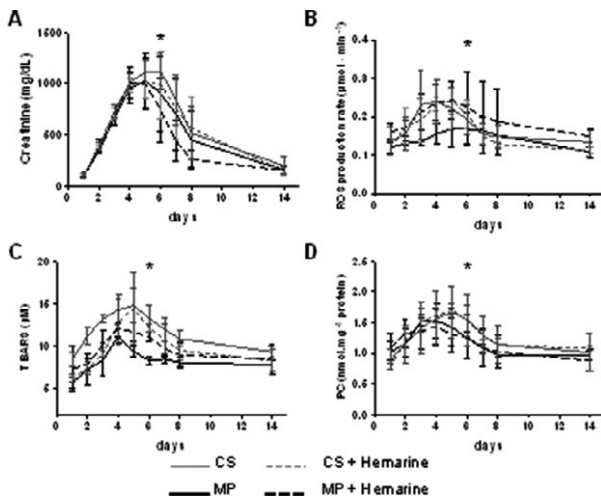 A
Creatinine (mg/dL)
1500
1000
500
0
*
0 2 4 6 8 10 12 14
days
B
ROS production rate (μmol · min⁻¹)
0.4
0.3
0.2
0.1
0.0
*
0 2 4 6 8 10 12 14
days
C
TBARS (μM)
20
15
10
5
*
0 2 4 6 8 10 12 14
days
D
PC (nmol.mg⁻¹ protein)
2.5
2.0
1.5
1.0
0.5
0.0
*
0 2 4 6 8 10 12 14
days
CS
CS + Hemarine
MP
MP + Hemarine